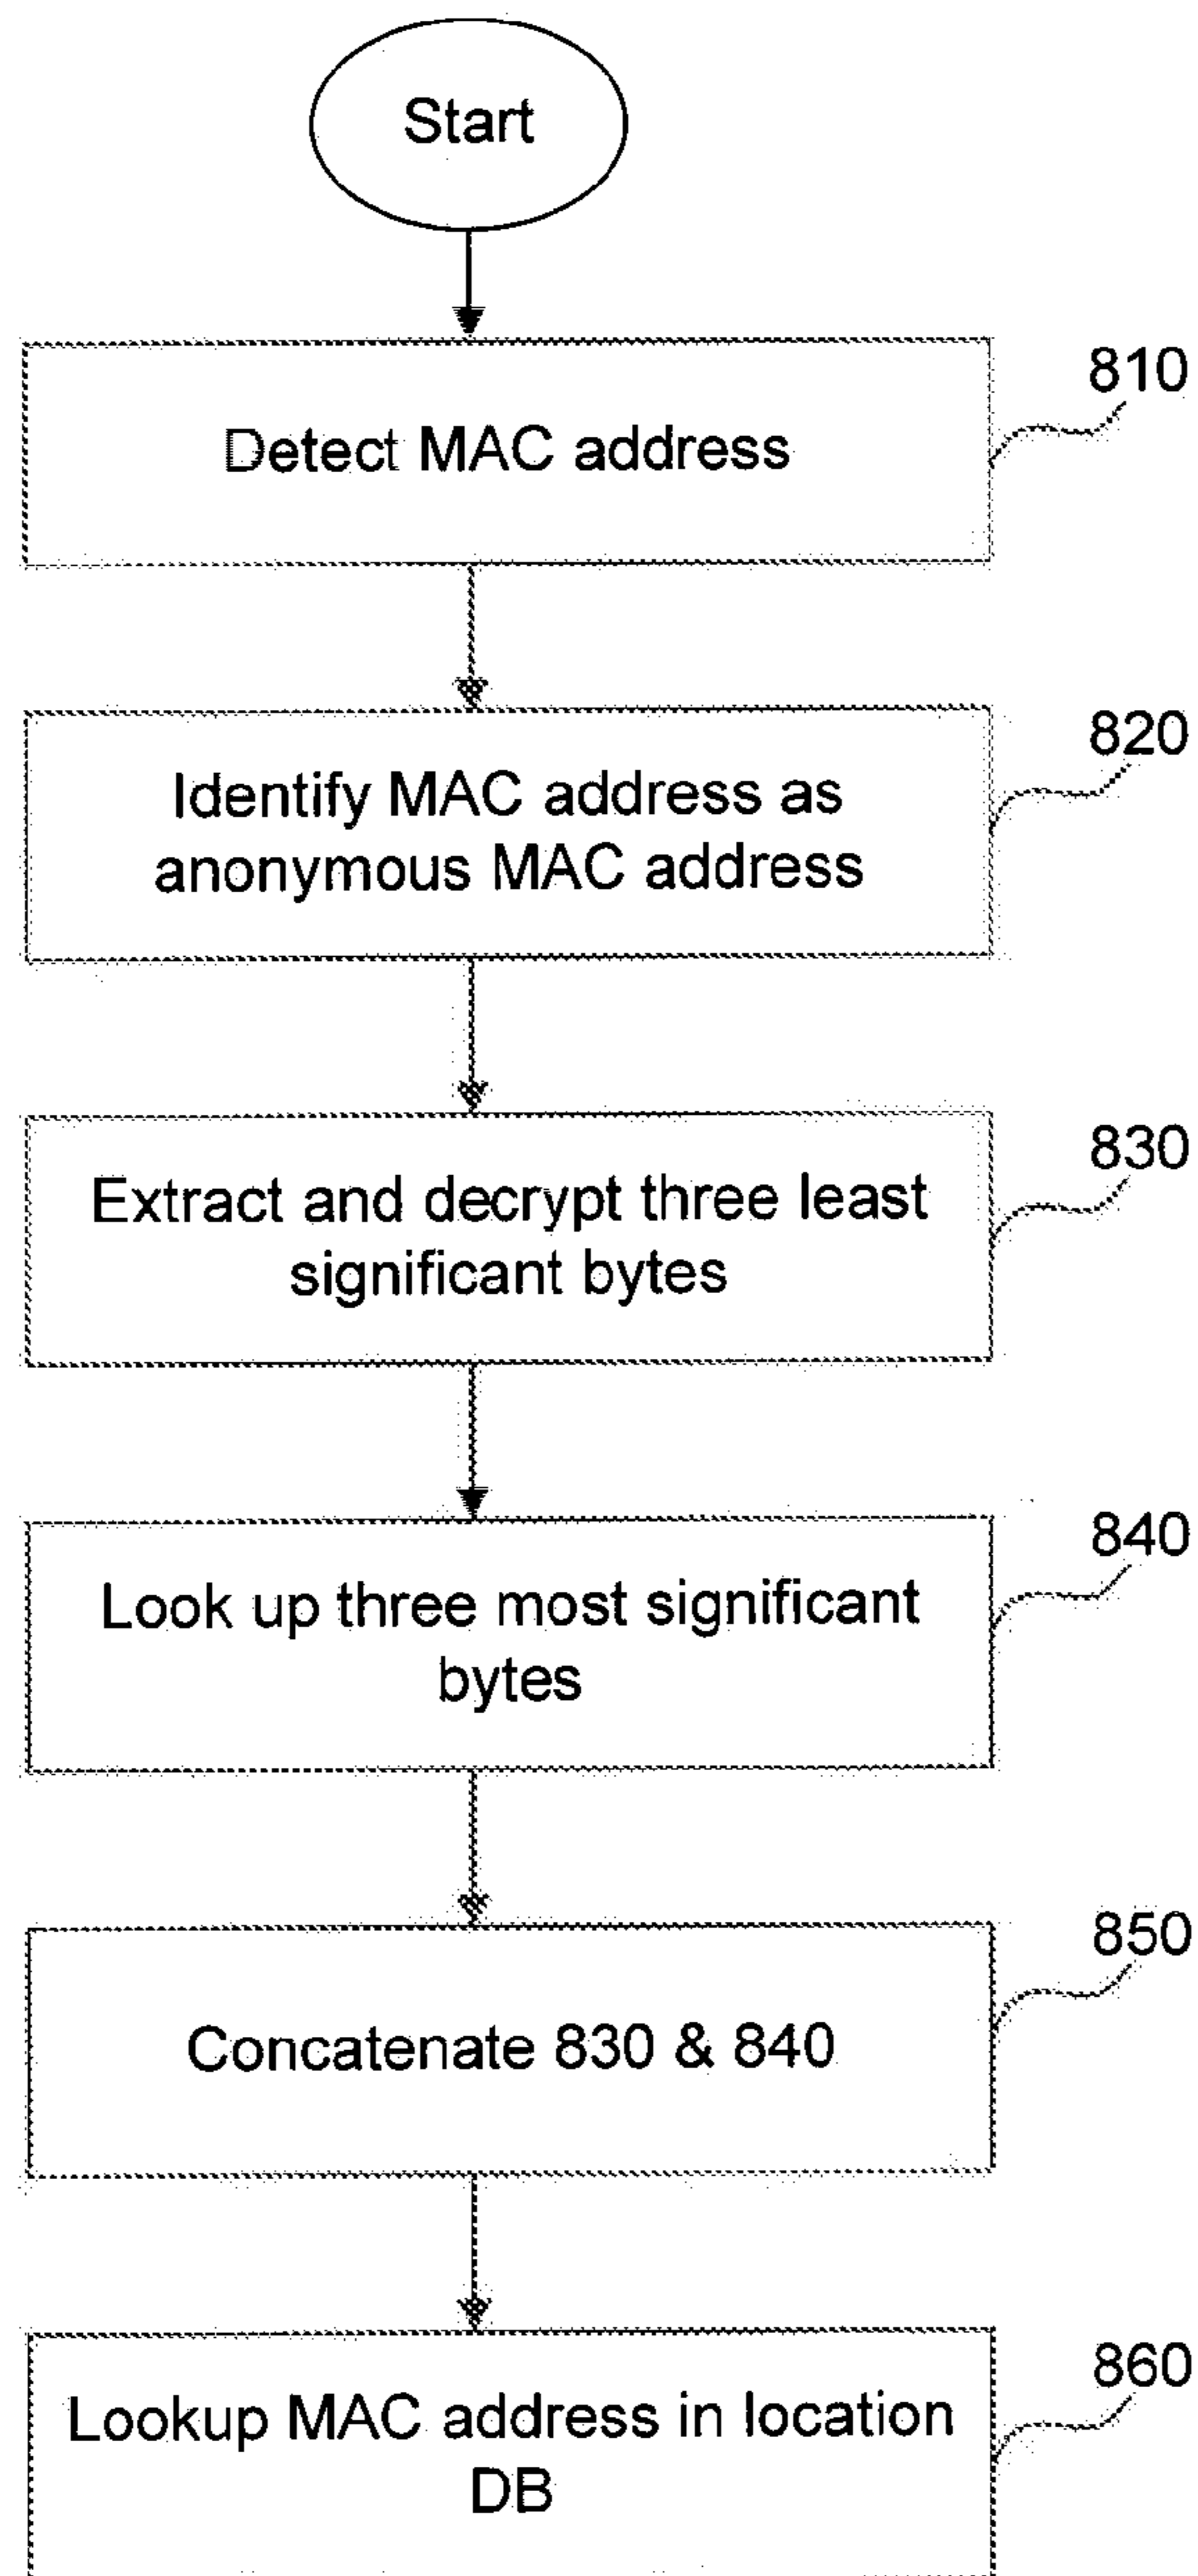 Start
Detect MAC address
810
Identify MAC address as
anonymous MAC address
820
Extract and decrypt three least
significant bytes
830
Look up three most significant
bytes
840
Concatenate 830 & 840
850
Lookup MAC address in location
DB
860